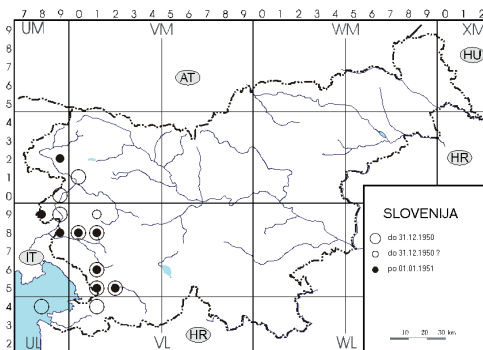 7 8 9 0 1 2 3 4 5 6 7 8 9 0 1 2 3 4 5 6 7 8 9 0 1 2
UM VM WM XM
9
8
7
6
5
4
3
2
1
0
9
8
7
6
5
4
3
2
AT
HU
HR
IT
HR
SLOVENIJA
do 31.12.1950
do 31.12.1950 ?
po 01.01.1951
10 20 30 km
UL VL WL